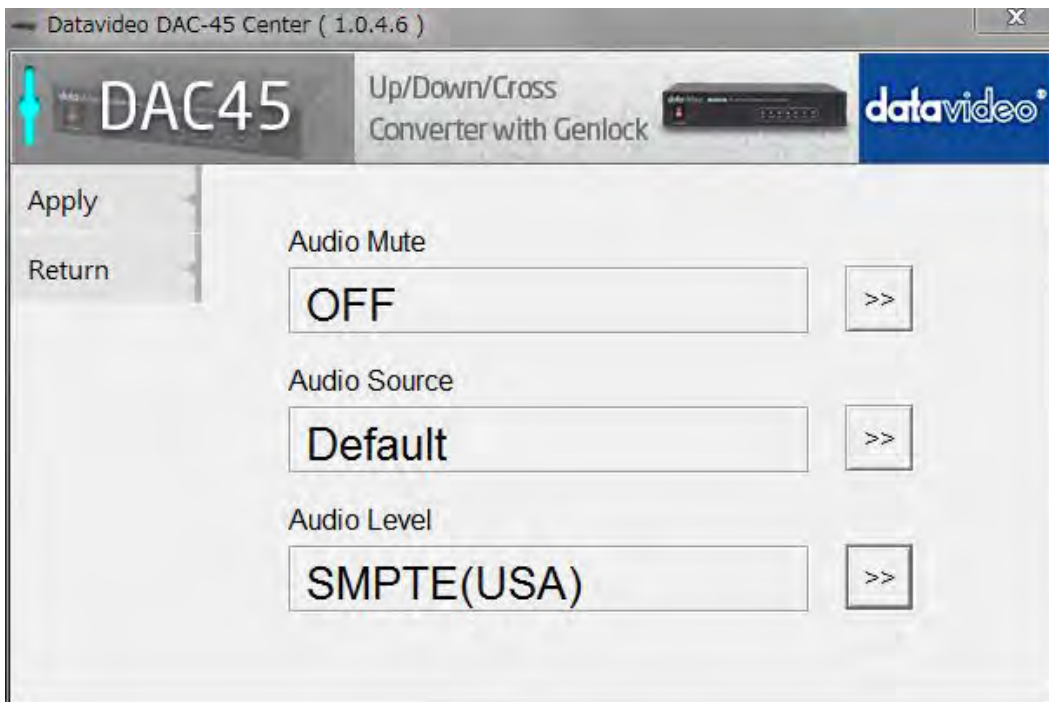 Datavideo DAC-45 Center ( 1.0.4.6 )
X
DAC45
Up/Down/Cross
Converter with Genlock
datavideo®
Apply
Return
Audio Mute
OFF
>>
Audio Source
Default
>>
Audio Level
SMPTE(USA)
>>